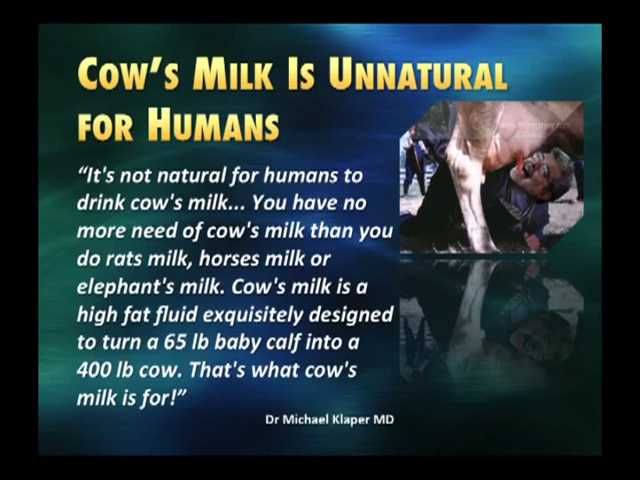 COW'S MILK IS UNNATURAL
FOR HUMANS
“It's not natural for humans to
drink cow's milk... You have no
more need of cow's milk than you
do rats milk, horses milk or
elephant's milk. Cow's milk is a
high fat fluid exquisitely designed
to turn a 65 lb baby calf into a
400 lb cow. That's what cow's
milk is for!”
Dr Michael Klaper MD